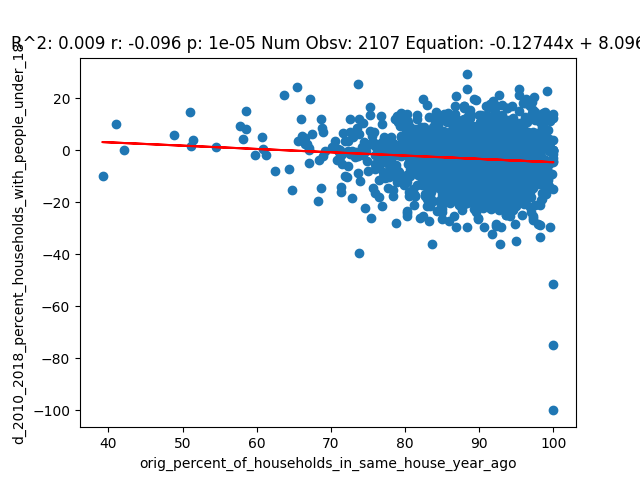 R^2: 0.009 r: -0.096 p: 1e-05 Num Obsv: 2107 Equation: -0.12744x + 8.096
d_2010_2018_percent_households_with_people_under_18
20
0
−20
−40
−60
−80
−100
40 50 60 70 80 90 100
orig_percent_of_households_in_same_house_year_ago